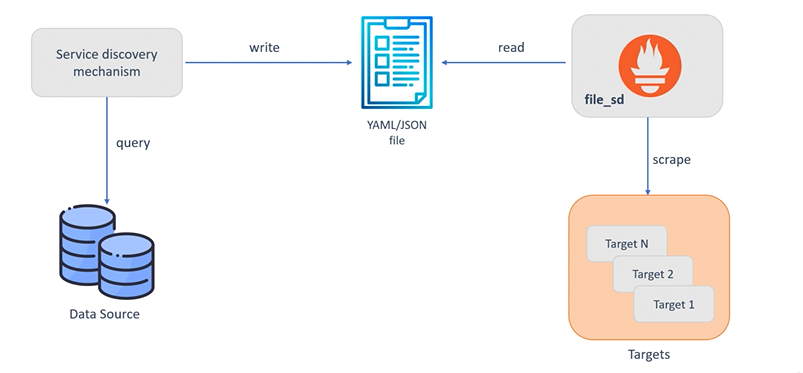 Service discovery
mechanism
write
YAML/JSON
file
read
file_sd
query
scrape
Data Source
Target N
Target 2
Target 1
Targets